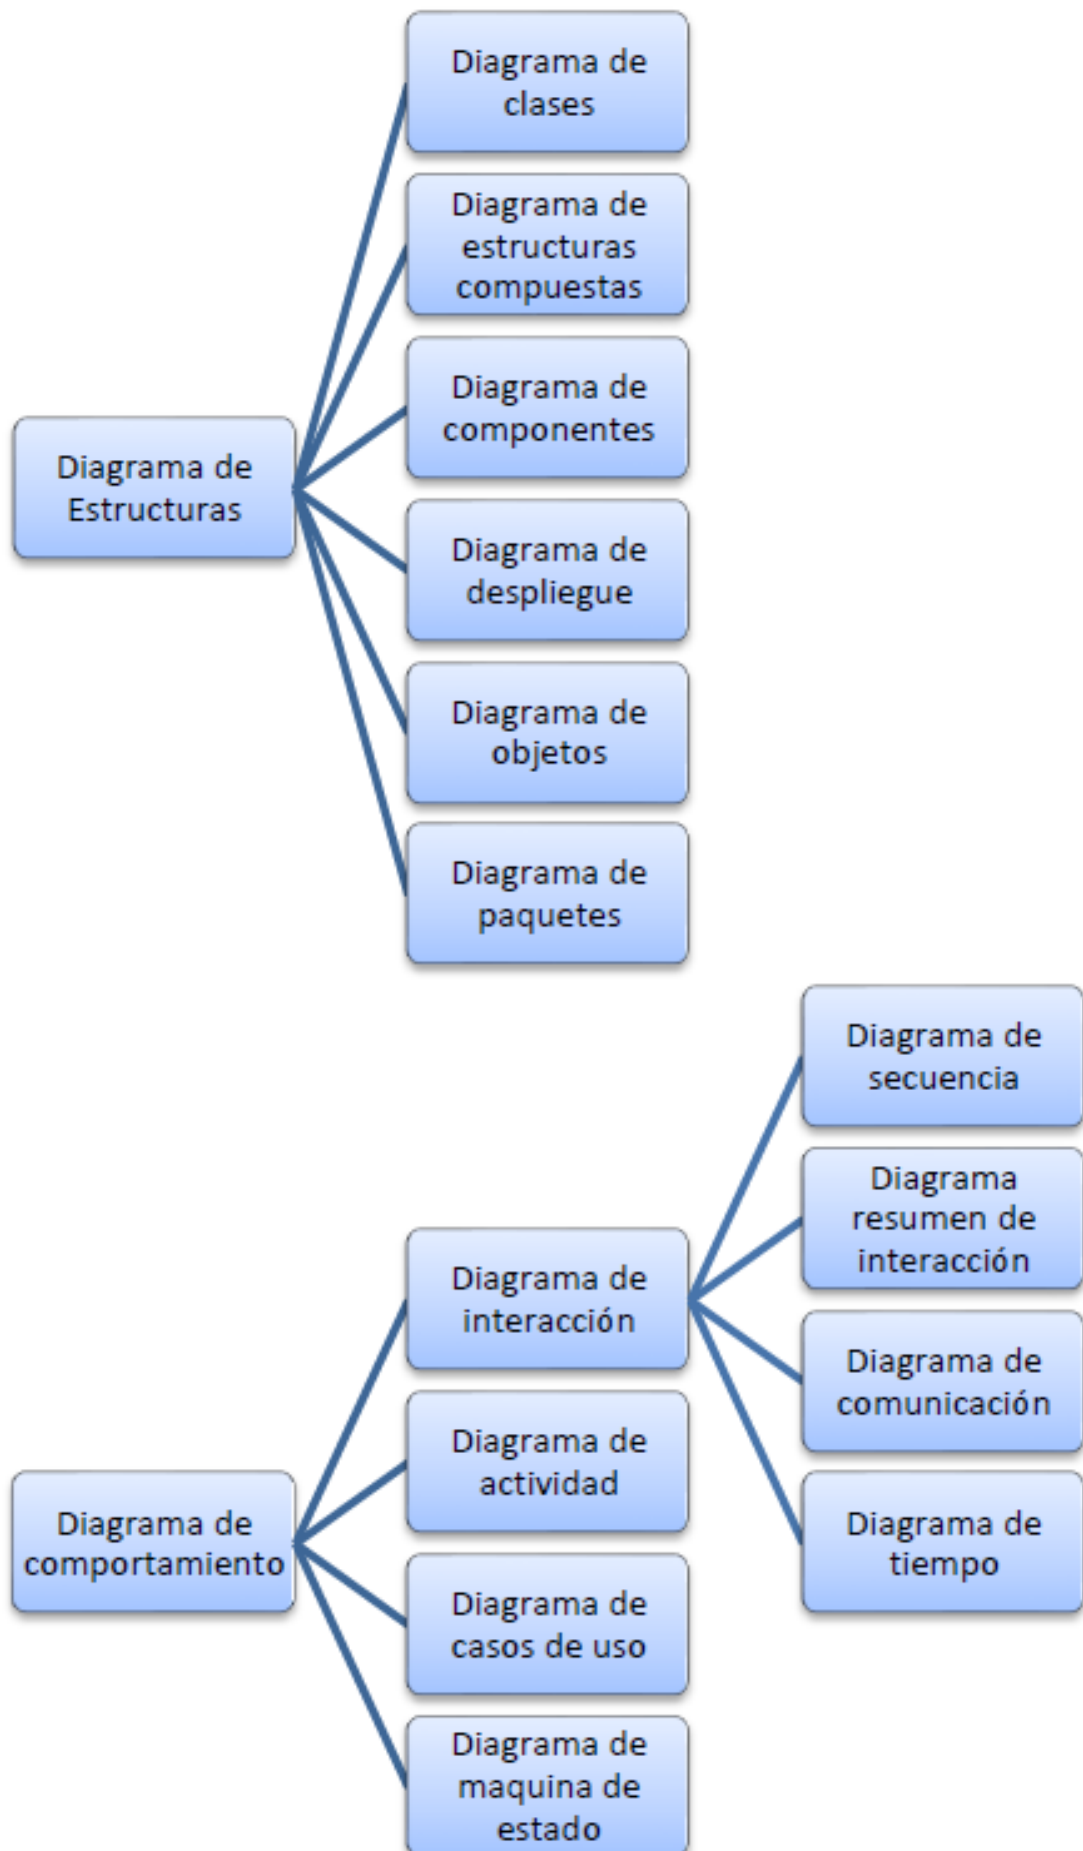 Diagrama de
clases
Diagrama de
estructuras
compuestas
Diagrama de
componentes
Diagrama de
Estructuras
Diagrama de
despliegue
Diagrama de
objetos
Diagrama de
paquetes
Diagrama de
secuencia
Diagrama
resumen de
interacción
Diagrama de
interacción
Diagrama de
comunicación
Diagrama de
actividad
Diagrama de
comportamiento
Diagrama de
tiempo
Diagrama de
casos de uso
Diagrama de
maquina de
estado